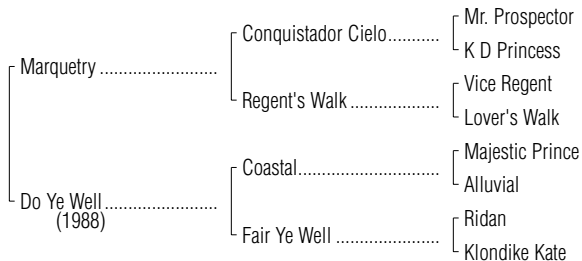 Mr. Prospector
Conquistador Cielo...........
K D Princess
Marquetry .........................
Vice Regent
Regent's Walk ...................
Lover's Walk
Majestic Prince
Coastal..............................
Alluvial
Do Ye Well........................
(1988)
Ridan
Fair Ye Well ......................
Klondike Kate